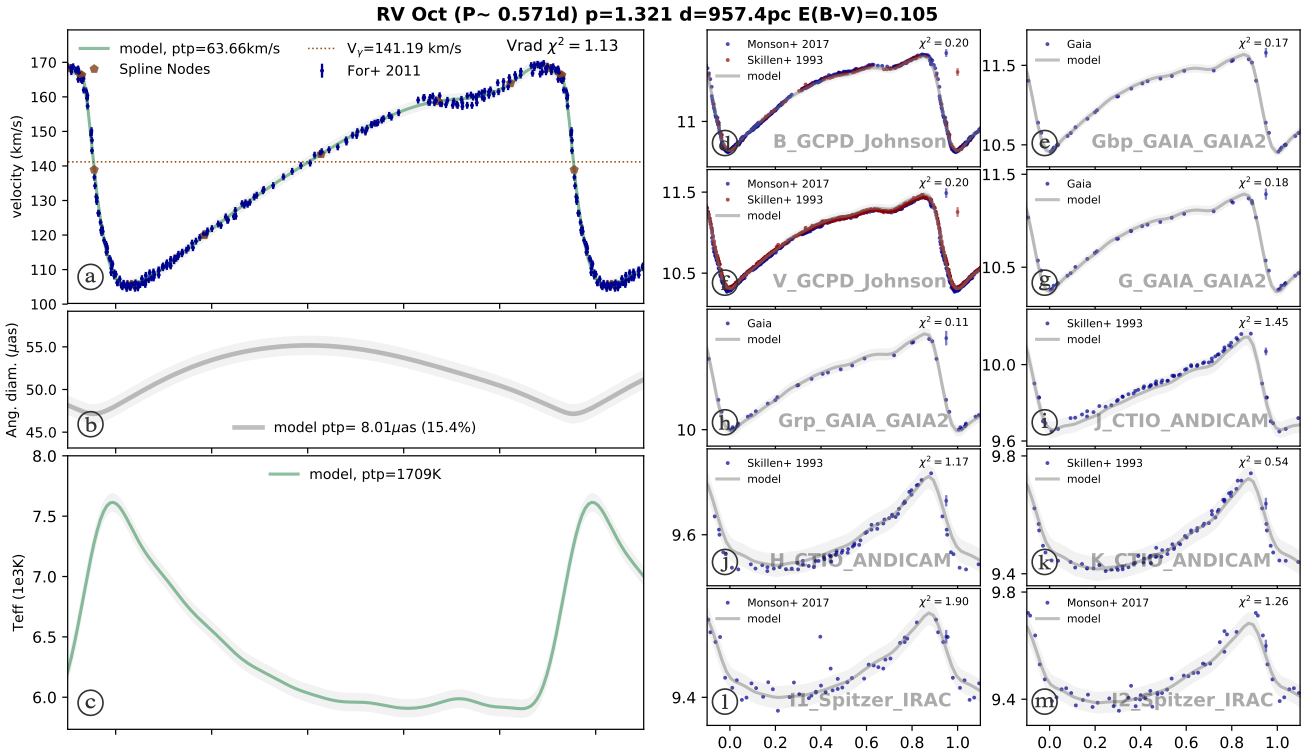 RV Oct (P~ 0.571d) p=1.321 d=957.4pc E(B-V)=0.105
model, ptp=63.66km/s
Spline Nodes
Vγ=141.19 km/s
For+ 2011
Vrad χ² = 1.13
velocity (km/s)
170
160
150
140
130
120
110
100
a
Ang. diam. (μas)
55.0
50.0
45.0
model ptp= 8.01μas (15.4%)
b
Teff (1e3K)
8.0
7.5
7.0
6.5
6.0
model, ptp=1709K
c
Monson+ 2017
Skillen+ 1993
model
χ² = 0.20
11
d
B_GCPD_Johnson
Gaia
model
χ² = 0.17
11.5
10.5
e
Gbp_GAIA_GAIA2
Monson+ 2017
Skillen+ 1993
model
χ² = 0.20
11.5
10.5
f
V_GCPD_Johnson
Gaia
model
χ² = 0.18
11.5
10.5
g
G_GAIA_GAIA2
Gaia
model
χ² = 0.11
10
h
Grp_GAIA_GAIA2
Skillen+ 1993
model
χ² = 1.45
10.0
9.6
i
J_CTIO_ANDICAM
Skillen+ 1993
model
χ² = 1.17
9.6
j
H_CTIO_ANDICAM
Skillen+ 1993
model
χ² = 0.54
9.8
9.4
k
K_CTIO_ANDICAM
Monson+ 2017
model
χ² = 1.90
9.4
l
I1_Spitzer_IRAC
0.0 0.2 0.4 0.6 0.8 1.0
Monson+ 2017
model
χ² = 1.26
9.8
9.4
m
I2_Spitzer_IRAC
0.0 0.2 0.4 0.6 0.8 1.0